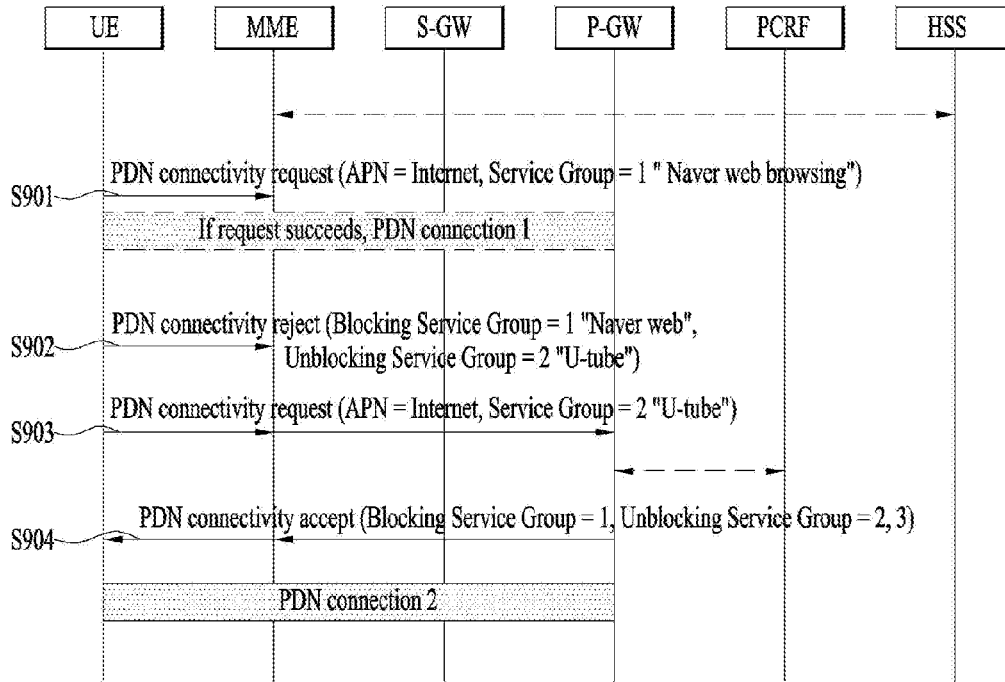 UE MME S-GW P-GW PCRF HSS
PDN connectivity request (APN = Internet, Service Group = 1 " Naver web browsing")
S901
If request succeeds, PDN connection 1
PDN connectivity reject (Blocking Service Group = 1 "Naver web",
S902
Unblocking Service Group = 2 "U-tube")
PDN connectivity request (APN = Internet, Service Group = 2 "U-tube")
S903
PDN connectivity accept (Blocking Service Group = 1, Unblocking Service Group = 2, 3)
S904
PDN connection 2